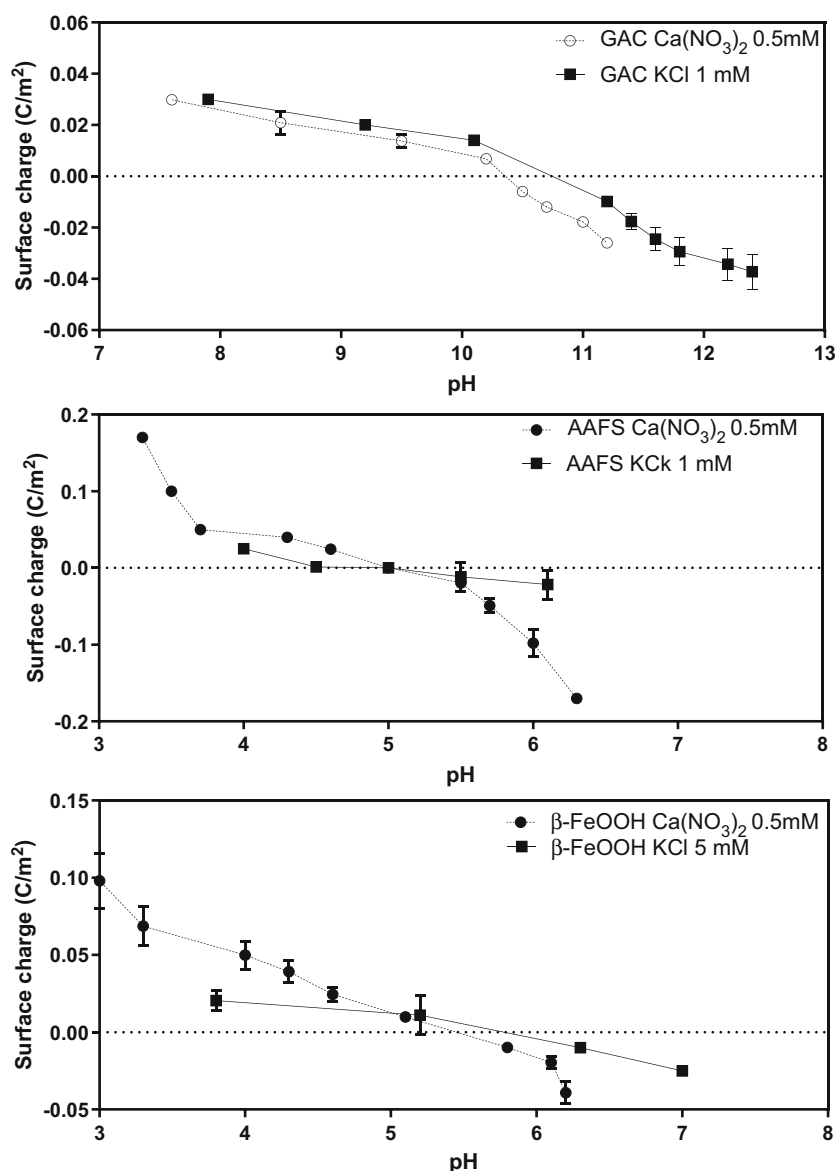 0.06
GAC Ca(NO3)2 0.5mM
GAC KCl 1 mM
0.04
0.02
0.00
-0.02
-0.04
-0.06
Surface charge (C/m2)
7 8 9 10 11 12 13
pH
0.2
AAFS Ca(NO3)2 0.5mM
AAFS KCk 1 mM
0.1
0.0
-0.1
-0.2
Surface charge (C/m2)
3 4 5 6 7 8
pH
0.15
β-FeOOH Ca(NO3)2 0.5mM
β-FeOOH KCl 5 mM
0.10
0.05
0.00
-0.05
Surface charge (C/m2)
3 4 5 6 7 8
pH